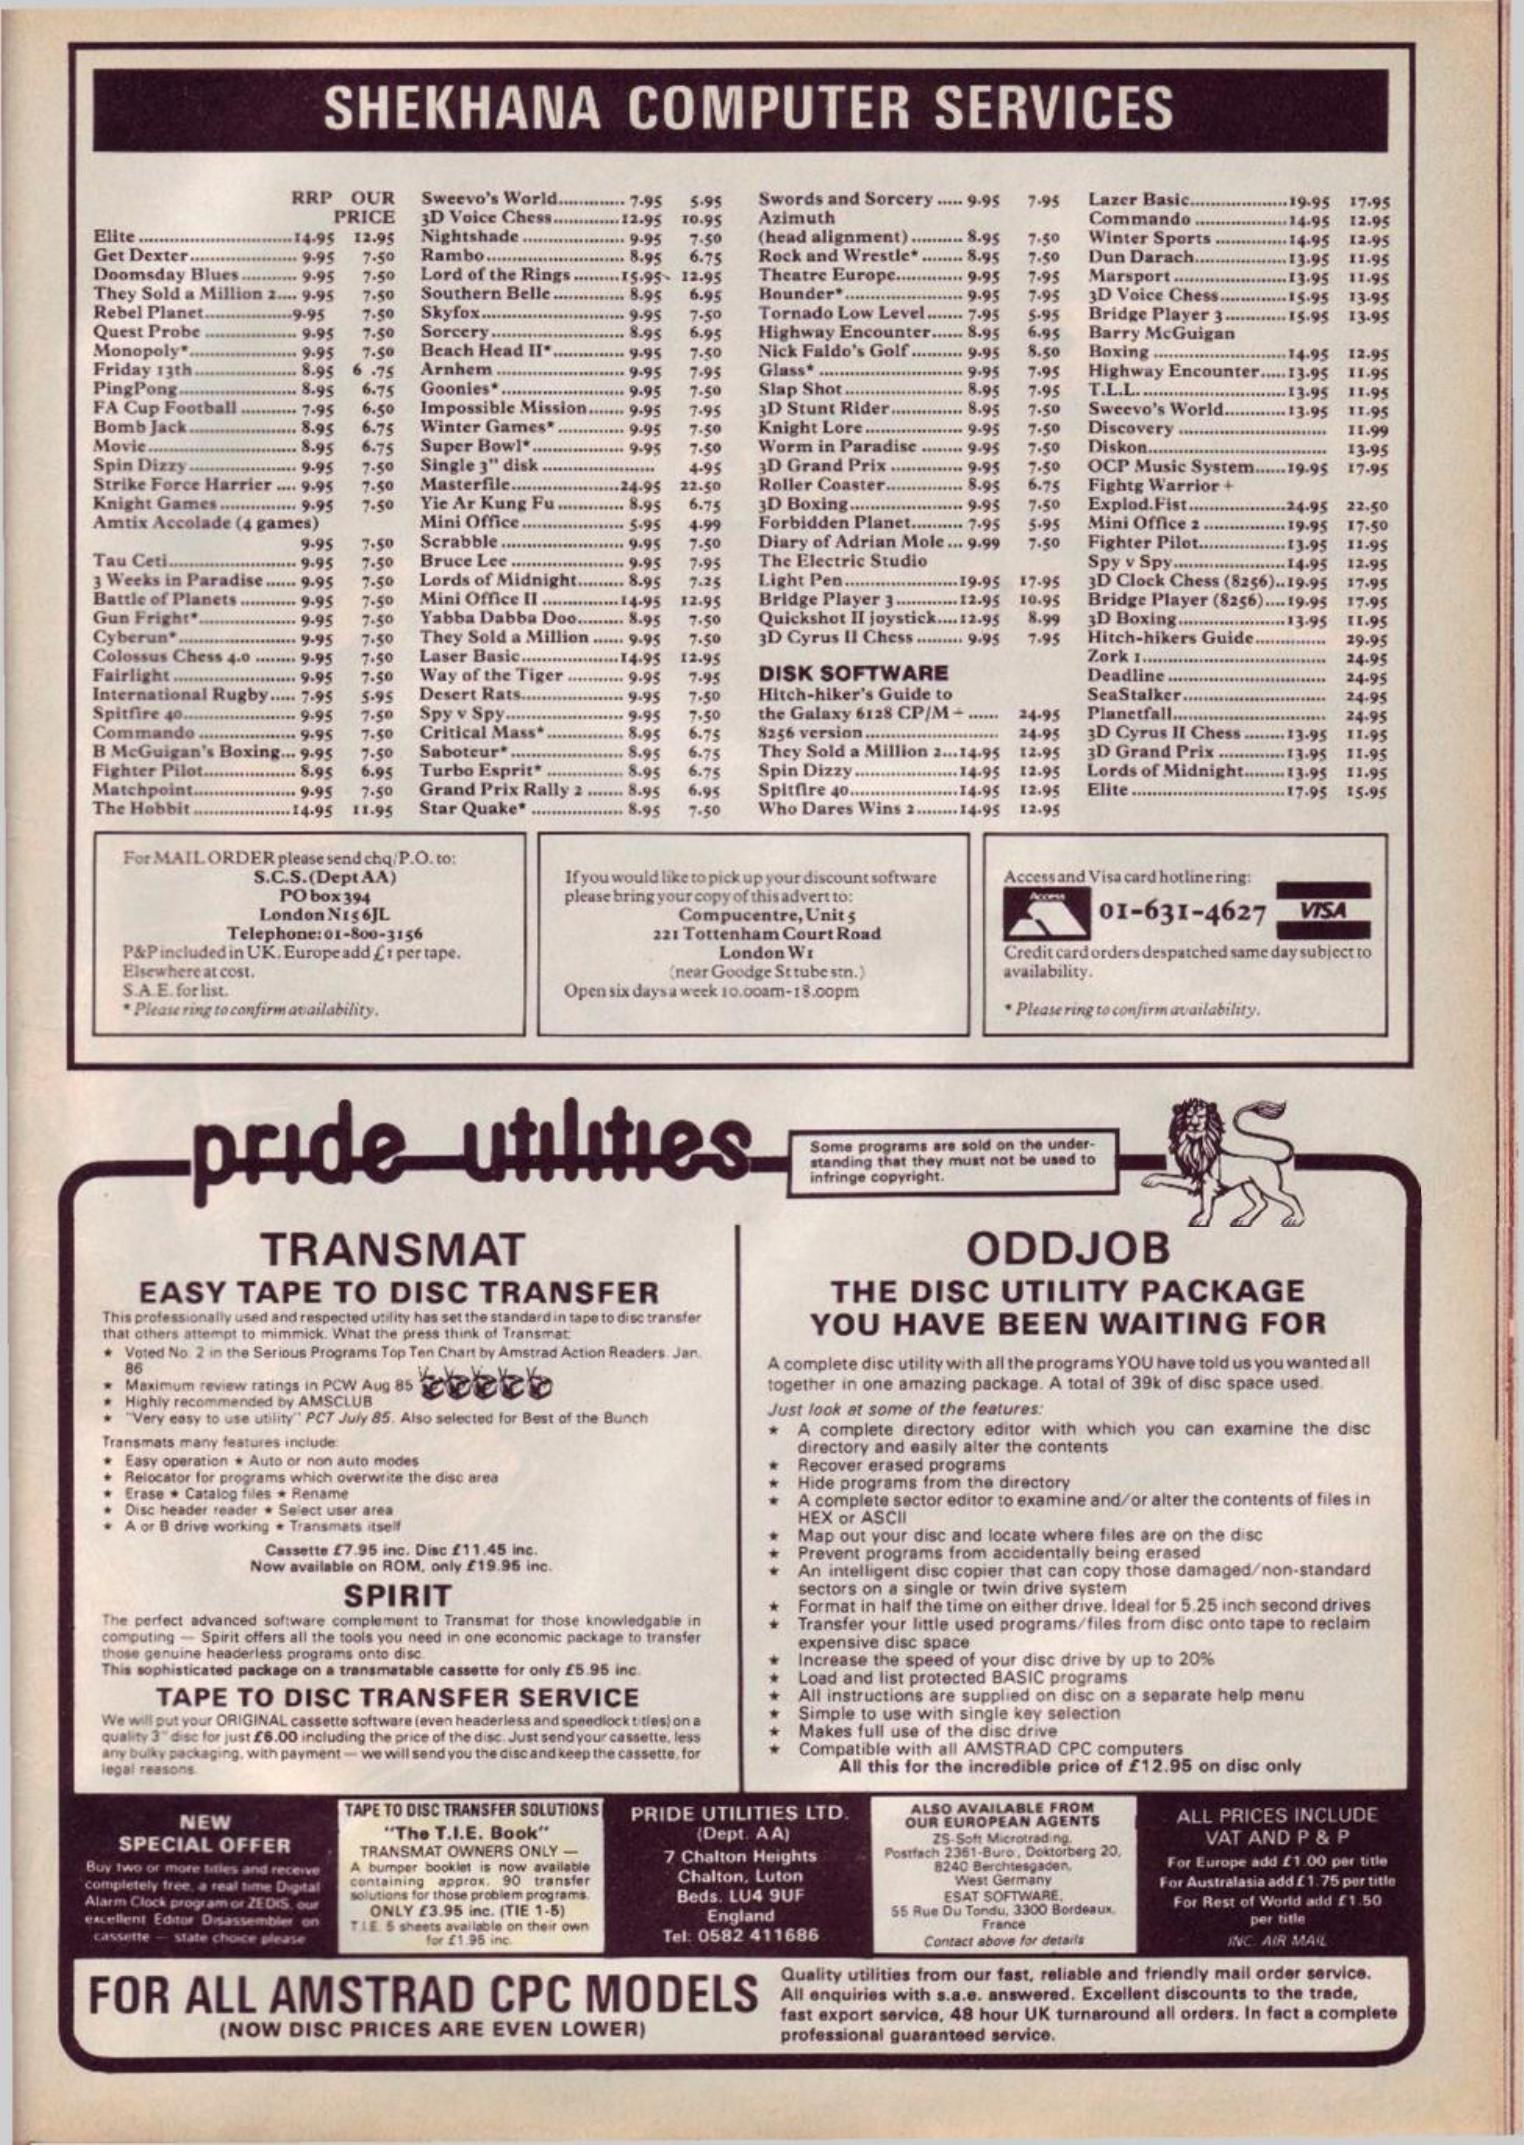 SHEKHANA COMPUTER SERVICES
RRP OUR
PRICE
Elite 14.95 12.95
Get Dexter 9.95 7.50
Doomsday Blues 9.95 7.50
They Sold a Million 2 9.95 7.50
Rebel Planet 9.95 7.50
Quest Probe 9.95 7.50
Monopoly* 9.95 7.50
Friday 13th 8.95 6 .75
PingPong 8.95 6.75
FA Cup Football 7.95 6.50
Bomb Jack 8.95 6.75
Movie 8.95 6.75
Spin Dizzy 9.95 7.50
Strike Force Harrier 9.95 7.50
Knight Games 9.95 7.50
Amtix Accolade (4 games)
9.95 7.50
Tau Ceti 9.95 7.50
3 Weeks in Paradise 9.95 7.50
Battle of Planets 9.95 7.50
Gun Fright* 9.95 7.50
Cyberun* 9.95 7.50
Colossus Chess 4.0 9.95 7.50
Fairlight 9.95 7.50
International Rugby 7.95 5.95
Spitfire 40 9.95 7.50
Commando 9.95 7.50
B McGuigan's Boxing 9.95 7.50
Fighter Pilot 8.95 6.95
Matchpoint 9.95 7.50
The Hobbit 14.95 11.95
Sweevo's World 7.95 5.95
3D Voice Chess 12.95 10.95
Nightshade 9.95 7.50
Rambo 8.95 6.75
Lord of the Rings 15.95 12.95
Southern Belle 8.95 6.95
Skyfox 9.95 7.50
Sorcery 8.95 6.95
Beach Head II* 9.95 7.50
Arnhem 9.95 7.95
Goonies* 9.95 7.50
Impossible Mission 9.95 7.95
Winter Games* 9.95 7.50
Super Bowl* 9.95 7.50
Single 3" disk 4.95
Masterfile 24.95 22.50
Yie Ar Kung Fu 8.95 6.75
Mini Office 5.95 4.99
Scrabble 9.95 7.50
Bruce Lee 9.95 7.95
Lords of Midnight 8.95 7.25
Mini Office II 14.95 12.95
Yabba Dabba Doo 8.95 7.50
They Sold a Million 9.95 7.50
Laser Basic 14.95 12.95
Way of the Tiger 9.95 7.95
Desert Rats 9.95 7.50
Spy v Spy 9.95 7.50
Critical Mass* 8.95 6.75
Saboteur* 8.95 6.75
Turbo Esprit* 8.95 6.75
Grand Prix Rally 2 8.95 6.95
Star Quake* 8.95 7.50
Swords and Sorcery 9.95 7.95
Azimuth
(head alignment) 8.95 7.50
Rock and Wrestle* 8.95 7.50
Theatre Europe 9.95 7.95
Bounder* 9.95 7.95
Tornado Low Level 7.95 5.95
Highway Encounter 8.95 6.95
Nick Faldo's Golf 9.95 8.50
Glass* 9.95 7.95
Slap Shot 8.95 7.95
3D Stunt Rider 8.95 7.50
Knight Lore 9.95 7.50
Worm in Paradise 9.95 7.50
3D Grand Prix 9.95 7.50
Roller Coaster 8.95 6.75
3D Boxing 9.95 7.50
Forbidden Planet 7.95 5.95
Diary of Adrian Mole 9.99 7.50
The Electric Studio
Light Pen 19.95 17.95
Bridge Player 3 12.95 10.95
Quickshot II joystick 12.95 8.99
3D Cyrus II Chess 9.95 7.95
DISK SOFTWARE
Hitch-hiker's Guide to
the Galaxy 6128 CP/M + 24.95
8256 version 24.95
They Sold a Million 2 14.95 12.95
Spin Dizzy 14.95 12.95
Spitfire 40 14.95 12.95
Who Dares Wins 2 14.95 12.95
Lazer Basic 19.95 17.95
Commando 14.95 12.95
Winter Sports 14.95 12.95
Dun Darach 13.95 11.95
Marsport 13.95 11.95
3D Voice Chess 15.95 13.95
Bridge Player 3 15.95 13.95
Barry McGuigan
Boxing 14.95 12.95
Highway Encounter 13.95 11.95
T.L.L. 13.95 11.95
Sweevo's World 13.95 11.95
Discovery 11.99
Diskon 13.95
OCP Music System 19.95 17.95
Fightg Warrior +
Explod.Fist 24.95 22.50
Mini Office 2 19.95 17.50
Fighter Pilot 13.95 11.95
Spy v Spy 14.95 12.95
3D Clock Chess (8256) 19.95 17.95
Bridge Player (8256) 19.95 17.95
3D Boxing 13.95 11.95
Hitch-hikers Guide 29.95
Zork 1 24.95
Deadline 24.95
SeaStalker 24.95
Planetfall 24.95
3D Cyrus II Chess 13.95 11.95
3D Grand Prix 13.95 11.95
Lords of Midnight 13.95 11.95
Elite 17.95 15.95
For MAIL ORDER please send chq/P.O. to:
S.C.S. (Dept AA)
PO box 394
London N15 6JL
Telephone: 01-800-3156
P&P included in UK. Europe add £1 per tape.
Elsewhere at cost.
S.A.E. for list.
* Please ring to confirm availability.
If you would like to pick up your discount software
please bring your copy of this advert to:
Compucentre, Unit 5
221 Tottenham Court Road
London W1
(near Goodge St tube stn.)
Open six days a week 10.00am-18.00pm
Access and Visa card hotline ring:
Access
01-631-4627 VISA
Credit card orders despatched same day subject to
availability.
* Please ring to confirm availability.
pride utilities
Some programs are sold on the under-
standing that they must not be used to
infringe copyright.
TRANSMAT
EASY TAPE TO DISC TRANSFER
This professionally used and respected utility has set the standard in tape to disc transfer
that others attempt to mimmick. What the press think of Transmat:
★ Voted No. 2 in the Serious Programs Top Ten Chart by Amstrad Action Readers. Jan.
86
★ Maximum review ratings in PCW Aug 85
★ Highly recommended by AMSCLUB
★ "Very easy to use utility" PCT July 85. Also selected for Best of the Bunch
Transmats many features include:
★ Easy operation ★ Auto or non auto modes
★ Relocator for programs which overwrite the disc area
★ Erase ★ Catalog files ★ Rename
★ Disc header reader ★ Select user area
★ A or B drive working ★ Transmats itself
Cassette £7.95 inc. Disc £11.45 inc.
Now available on ROM, only £19.95 inc.
SPIRIT
The perfect advanced software complement to Transmat for those knowledgable in
computing — Spirit offers all the tools you need in one economic package to transfer
those genuine headerless programs onto disc.
This sophisticated package on a transmatable cassette for only £5.95 inc.
TAPE TO DISC TRANSFER SERVICE
We will put your ORIGINAL cassette software (even headerless and speedlock titles) on a
quality 3" disc for just £6.00 including the price of the disc. Just send your cassette, less
any bulky packaging, with payment — we will send you the disc and keep the cassette, for
legal reasons.
ODDJOB
THE DISC UTILITY PACKAGE
YOU HAVE BEEN WAITING FOR
A complete disc utility with all the programs YOU have told us you wanted all
together in one amazing package. A total of 39k of disc space used.
Just look at some of the features:
★ A complete directory editor with which you can examine the disc
directory and easily alter the contents
★ Recover erased programs
★ Hide programs from the directory
★ A complete sector editor to examine and/or alter the contents of files in
HEX or ASCII
★ Map out your disc and locate where files are on the disc
★ Prevent programs from accidentally being erased
★ An intelligent disc copier that can copy those damaged/non-standard
sectors on a single or twin drive system
★ Format in half the time on either drive. Ideal for 5.25 inch second drives
★ Transfer your little used programs/files from disc onto tape to reclaim
expensive disc space
★ Increase the speed of your disc drive by up to 20%
★ Load and list protected BASIC programs
★ All instructions are supplied on disc on a separate help menu
★ Simple to use with single key selection
★ Makes full use of the disc drive
★ Compatible with all AMSTRAD CPC computers
All this for the incredible price of £12.95 on disc only
NEW
SPECIAL OFFER
Buy two or more titles and receive
completely free, a real time Digital
Alarm Clock program or ZEDIS, our
excellent Editor Disassembler on
cassette — state choice please
TAPE TO DISC TRANSFER SOLUTIONS
"The T.I.E. Book"
TRANSMAT OWNERS ONLY —
A bumper booklet is now available
containing approx. 90 transfer
solutions for those problem programs.
ONLY £3.95 inc. (TIE 1-5)
T.I.E. 5 sheets available on their own
for £1.95 inc.
PRIDE UTILITIES LTD.
(Dept. AA)
7 Chalton Heights
Chalton, Luton
Beds. LU4 9UF
England
Tel: 0582 411686
ALSO AVAILABLE FROM
OUR EUROPEAN AGENTS
ZS-Soft Microtrading,
Postfach 2361-Buro, Doktorberg 20,
8240 Berchtesgaden,
West Germany
ESAT SOFTWARE,
55 Rue Du Tondu, 3300 Bordeaux,
France
Contact above for details
ALL PRICES INCLUDE
VAT AND P & P
For Europe add £1.00 per title
For Australasia add £1.75 per title
For Rest of World add £1.50
per title
INC. AIR MAIL
FOR ALL AMSTRAD CPC MODELS
(NOW DISC PRICES ARE EVEN LOWER)
Quality utilities from our fast, reliable and friendly mail order service.
All enquiries with s.a.e. answered. Excellent discounts to the trade,
fast export service, 48 hour UK turnaround all orders. In fact a complete
professional guaranteed service.